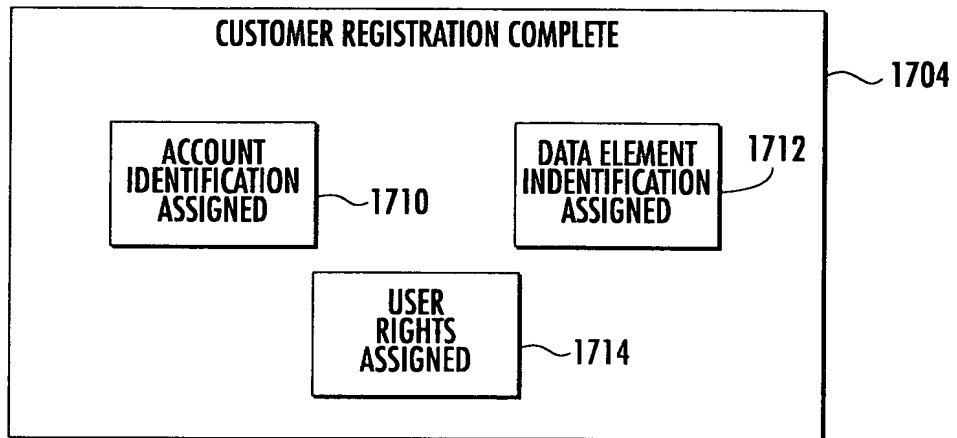 CUSTOMER REGISTRATION COMPLETE
1704
ACCOUNT
IDENTIFICATION
ASSIGNED
1710
DATA ELEMENT
INDENTIFICATION
ASSIGNED
1712
USER
RIGHTS
ASSIGNED
1714